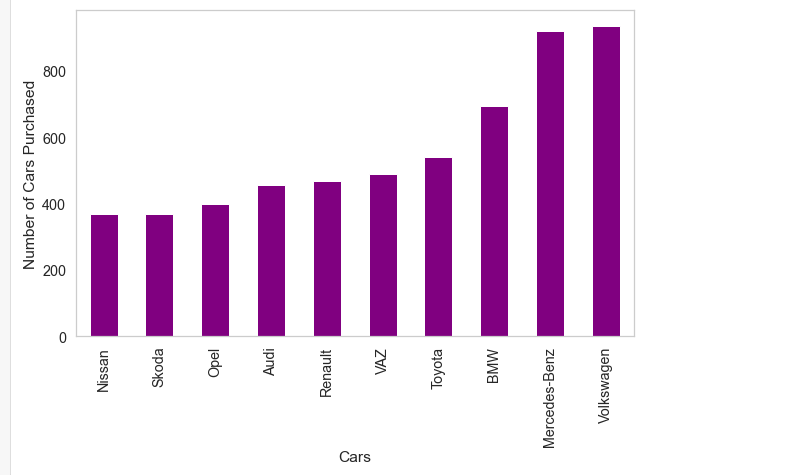 Number of Cars Purchased
800
600
400
200
0
Nissan
Skoda
Opel
Audi
Renault
VAZ
Toyota
BMW
Mercedes-Benz
Volkswagen
Cars